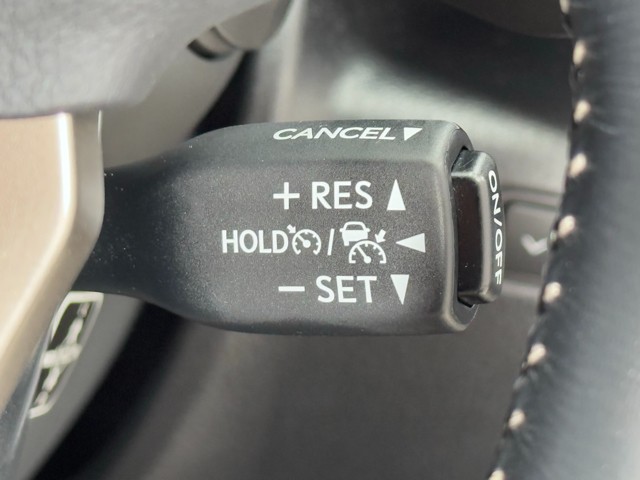 CANCEL▼
+ RES ▲
HOLD / ◀
− SET ▼
ON/OFF